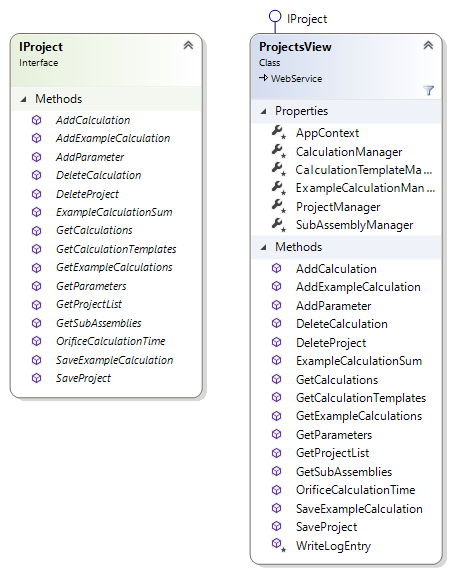 IProject
Interface
Methods
AddCalculation
AddExampleCalculation
AddParameter
DeleteCalculation
DeleteProject
ExampleCalculationSum
GetCalculations
GetCalculationTemplates
GetExampleCalculations
GetParameters
GetProjectList
GetSubAssemblies
OrificeCalculationTime
SaveExampleCalculation
SaveProject
IProject
ProjectsView
Class
WebService
Properties
AppContext
CalculationManager
CalculationTemplateMa...
ExampleCalculationMan...
ProjectManager
SubAssemblyManager
Methods
AddCalculation
AddExampleCalculation
AddParameter
DeleteCalculation
DeleteProject
ExampleCalculationSum
GetCalculations
GetCalculationTemplates
GetExampleCalculations
GetParameters
GetProjectList
GetSubAssemblies
OrificeCalculationTime
SaveExampleCalculation
SaveProject
WriteLogEntry